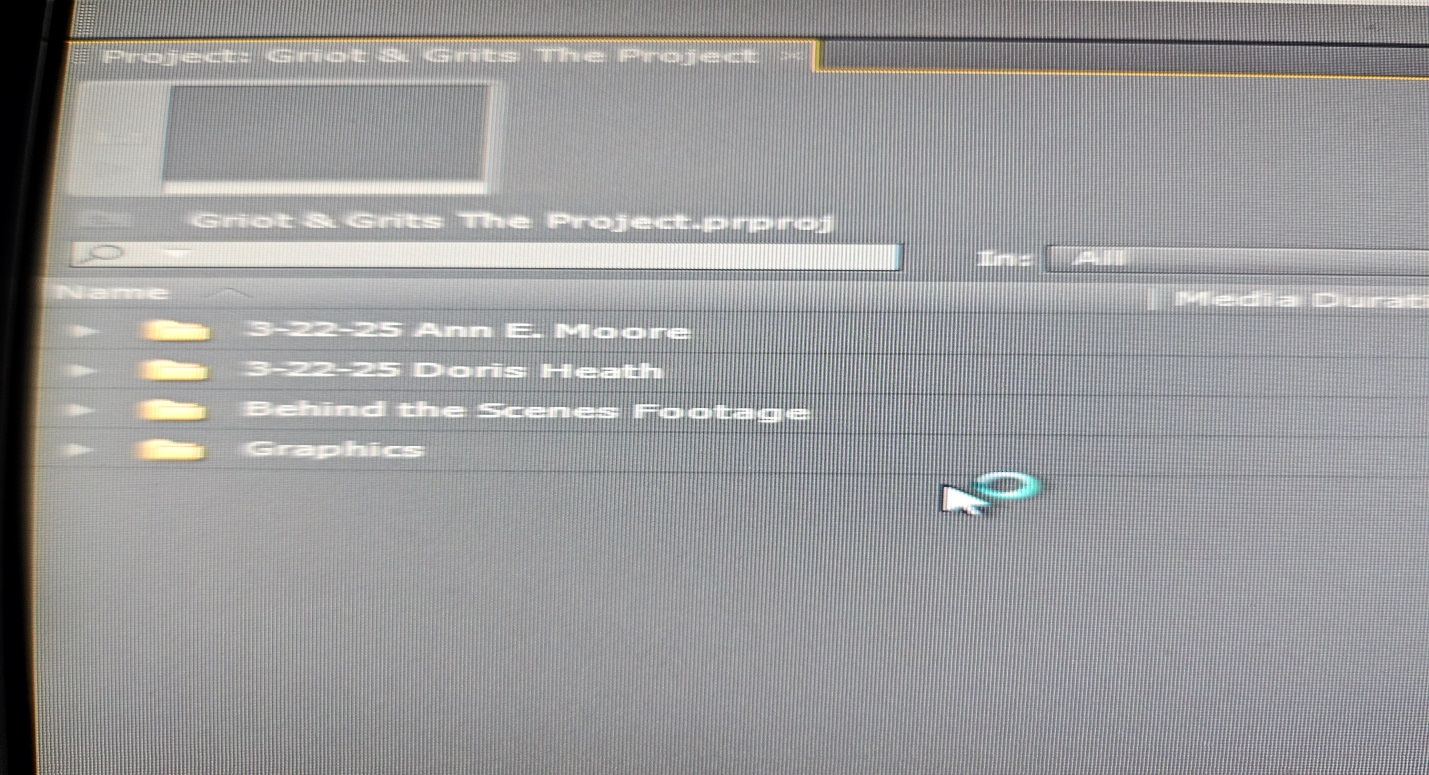 Project: Griot & Grits The Project ×
Griot & Grits The Project.prproj
In: All
Name | Media Durati
3-22-25 Ann E. Moore
3-22-25 Doris Heath
Behind the Scenes Footage
Graphics